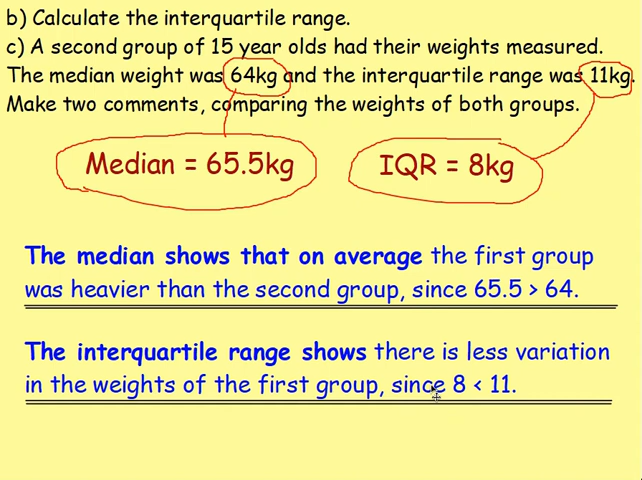 b) Calculate the interquartile range.
c) A second group of 15 year olds had their weights measured.
The median weight was 64kg and the interquartile range was 11kg.
Make two comments, comparing the weights of both groups.
Median = 65.5kg IQR = 8kg
The median shows that on average the first group
was heavier than the second group, since 65.5 > 64.
The interquartile range shows there is less variation
in the weights of the first group, since 8 < 11.